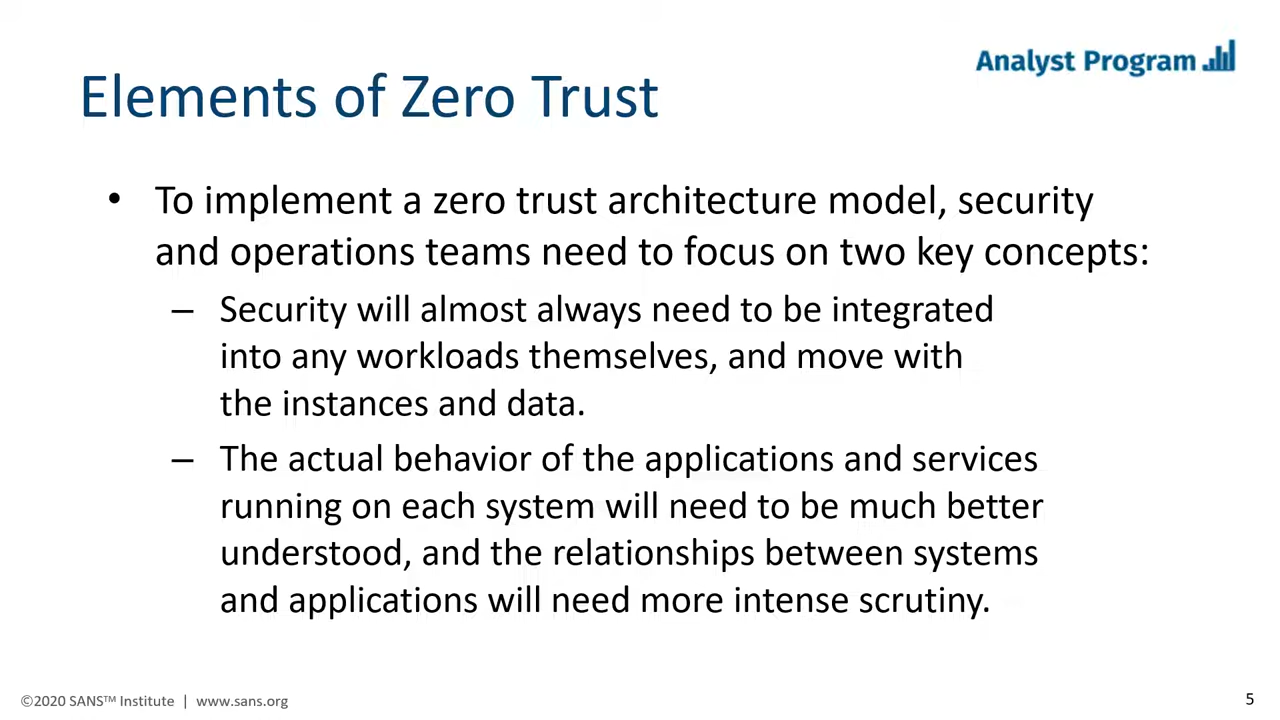 Analyst Program
Elements of Zero Trust
• To implement a zero trust architecture model, security
and operations teams need to focus on two key concepts:
– Security will almost always need to be integrated
into any workloads themselves, and move with
the instances and data.
– The actual behavior of the applications and services
running on each system will need to be much better
understood, and the relationships between systems
and applications will need more intense scrutiny.
©2020 SANS™ Institute | www.sans.org
5